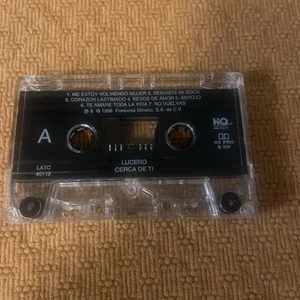 1. ME ESTOY VOLVIENDO MUJER 2. DESVISTE MI BOCA
3. CORAZON LASTIMADO 4. BESOS DE AMOR 5. ANTOJO
6. TE AMARE TODA LA VIDA 7. NO VUELVAS
℗ & © 1998 Fonovisa México, S.A. de C.V.
A
HQ
HX PRO
B NR
LATC
40112
LUCERO
CERCA DE TI